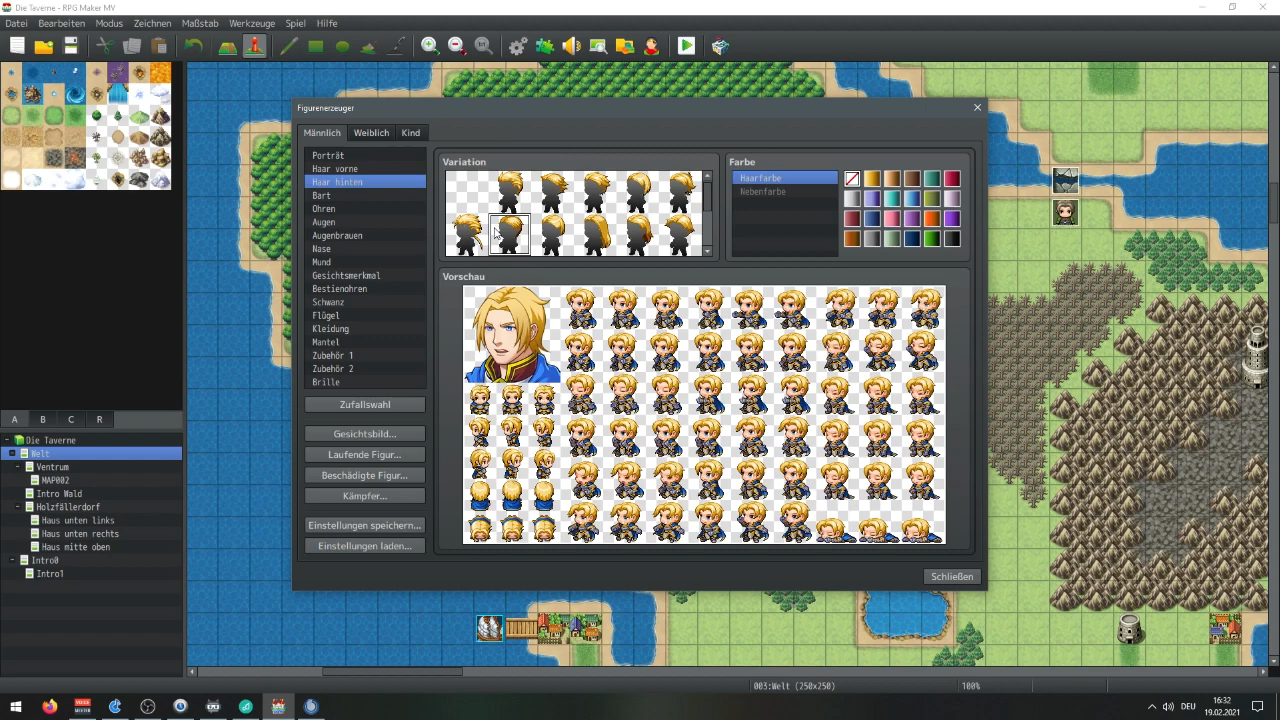 Die Taverne - RPG Maker MV
Datei Bearbeiten Modus Zeichnen Maßstab Werkzeuge Spiel Hilfe
Figurenerzeuger
Männlich Weiblich Kind
Porträt
Haar vorne
Haar hinten
Bart
Ohren
Augen
Augenbrauen
Nase
Mund
Gesichtsmerkmal
Bestienohren
Schwanz
Flügel
Kleidung
Mantel
Zubehör 1
Zubehör 2
Brille
Zufallswahl
Gesichtsbild...
Laufende Figur...
Beschädigte Figur...
Kämpfer...
Einstellungen speichern...
Einstellungen laden...
Variation
Farbe
Haarfarbe
Nebenfarbe
Vorschau
Schließen
A B C R
Die Taverne
Welt
Ventrum
MAP002
Intro Wald
Holzfällerdorf
Haus unten links
Haus unten rechts
Haus mitte oben
Intro0
Intro1
003:Welt (250x250) 100%
VOICE
MEETER
DEU
16:32
19.02.2021